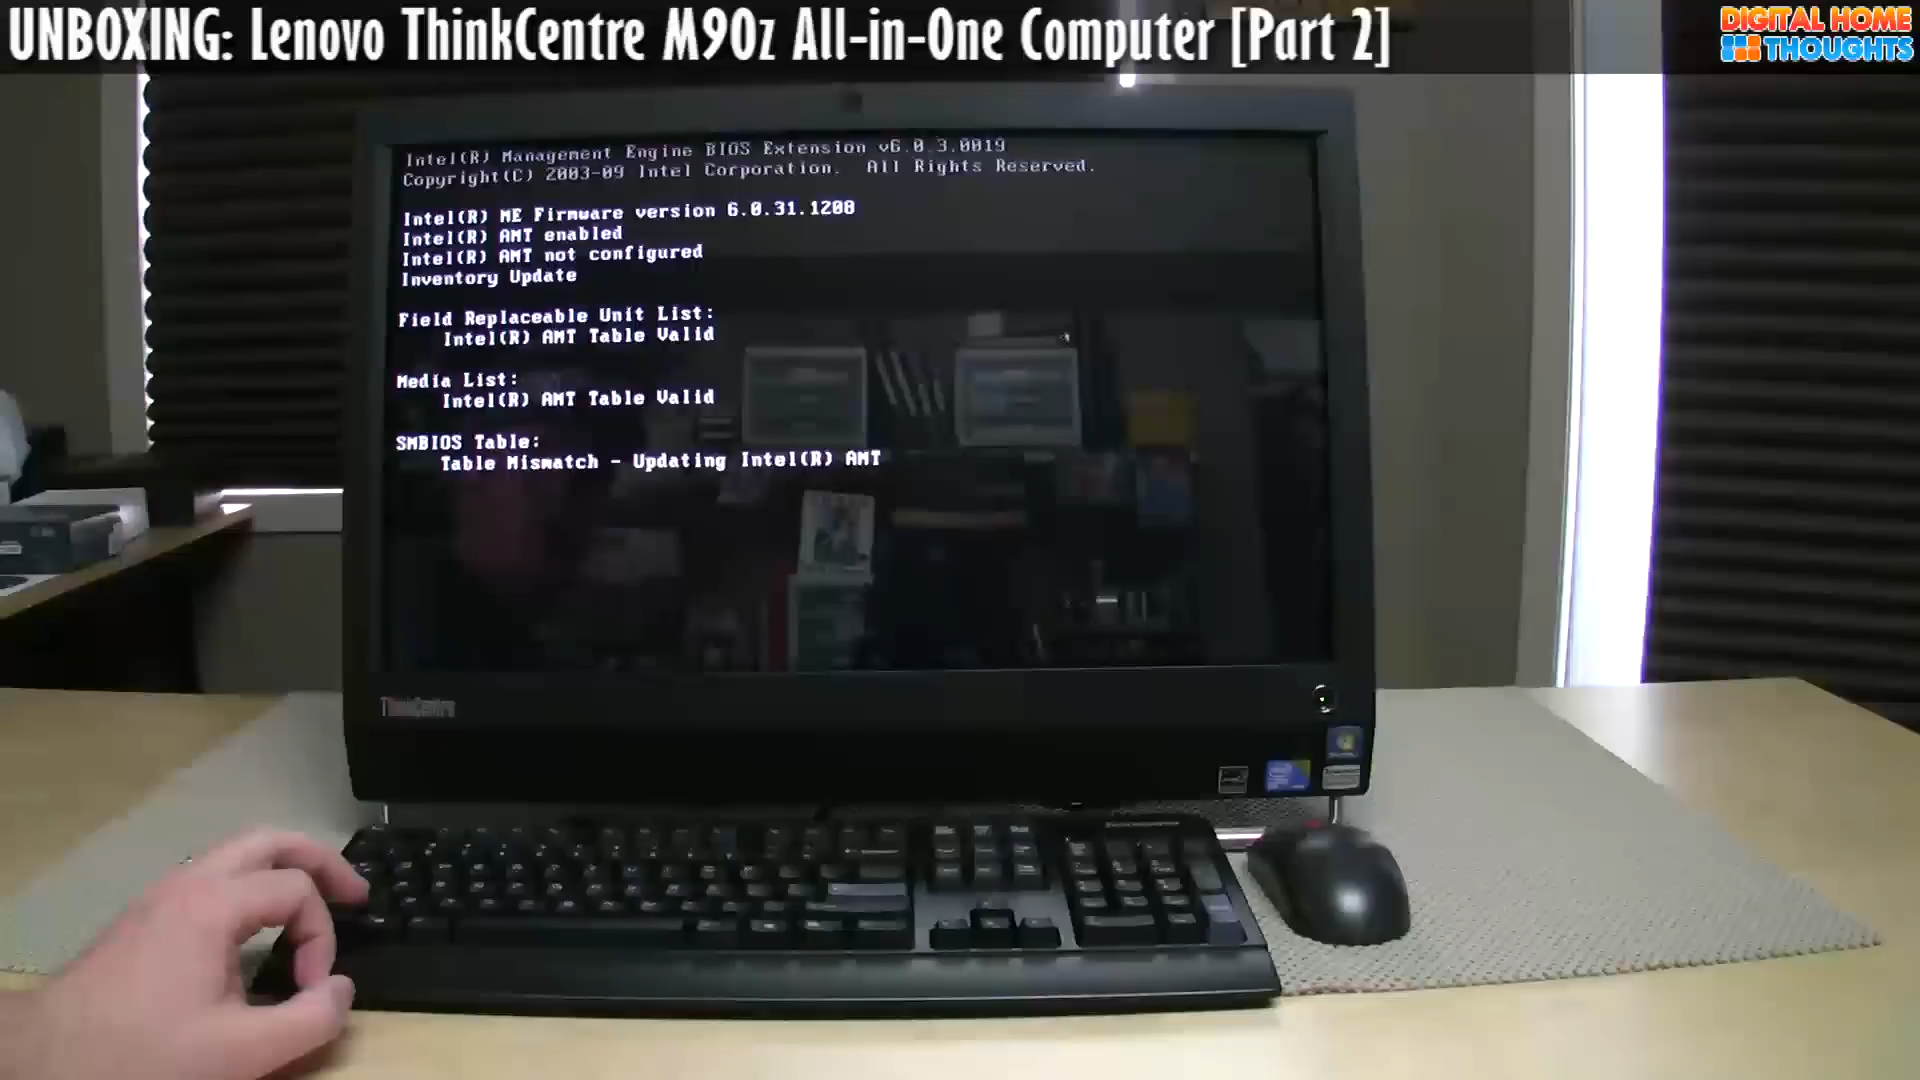 UNBOXING: Lenovo ThinkCentre M90z All-in-One Computer [Part 2]
DIGITAL HOME
THOUGHTS
Intel(R) Management Engine BIOS Extension v6.0.3.0019
Copyright(C) 2003-09 Intel Corporation. All Rights Reserved.
Intel(R) ME Firmware version 6.0.31.1208
Intel(R) AMT enabled
Intel(R) AMT not configured
Inventory Update
Field Replaceable Unit List:
Intel(R) AMT Table Valid
Media List:
Intel(R) AMT Table Valid
SMBIOS Table:
Table Mismatch - Updating Intel(R) AMT
ThinkCentre